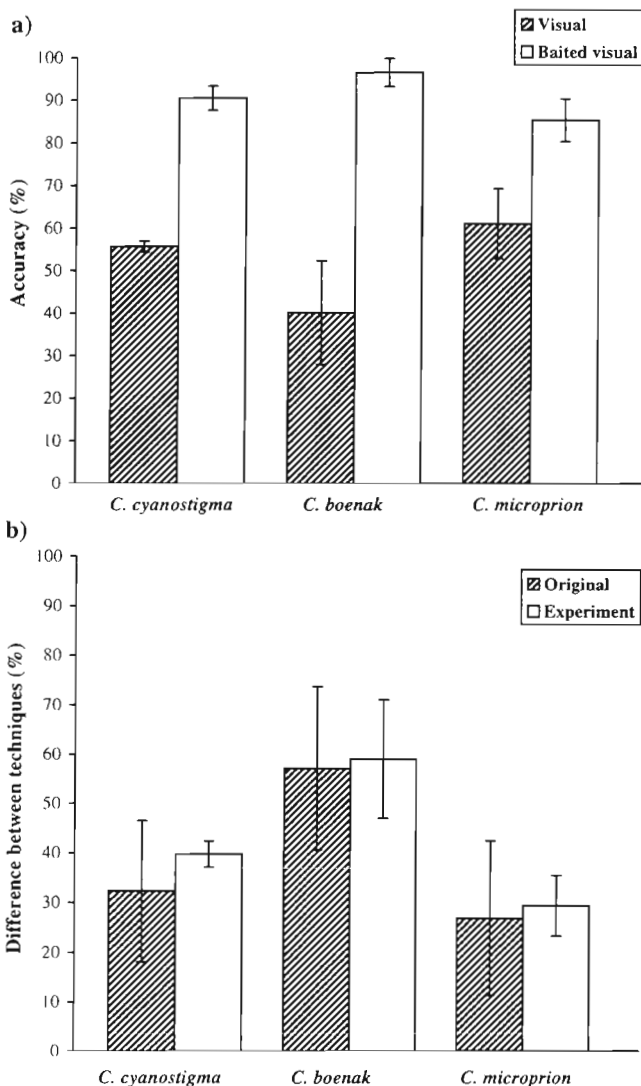 a)
Visual
Baited visual
100
90
80
70
60
50
40
30
20
10
0
Accuracy (%)
C. cyanostigma C. boenak C. microprion
b)
Original
Experiment
100
90
80
70
60
50
40
30
20
10
0
Difference between techniques (%)
C. cyanostigma C. boenak C. microprion